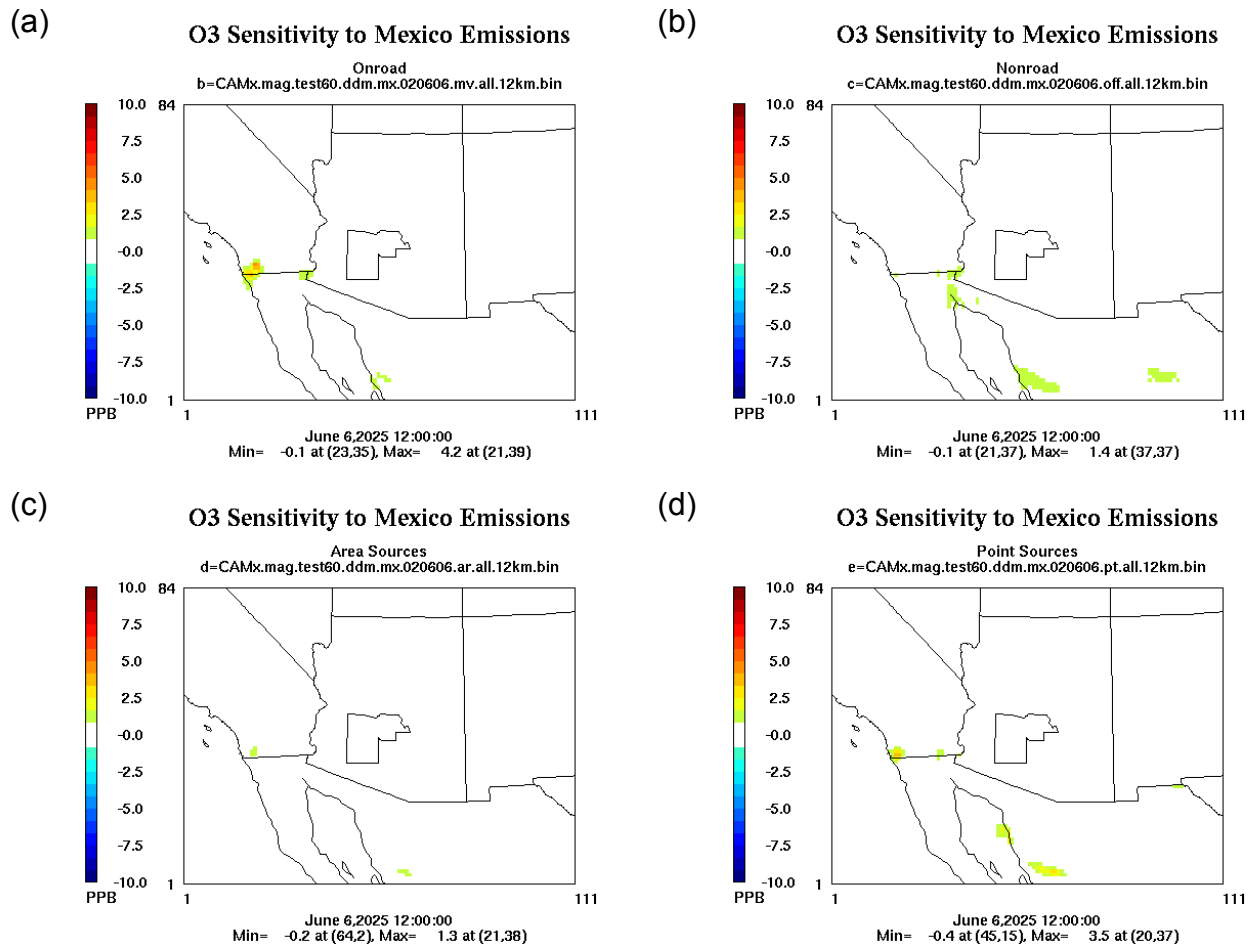 (a)
O3 Sensitivity to Mexico Emissions
Onroad
b=CAMx.mag.test60.ddm.mx.020606.mv.all.12km.bin
10.0
7.5
5.0
2.5
-0.0
-2.5
-5.0
-7.5
-10.0
PPB
84
1
1
111
June 6,2025 12:00:00
Min= -0.1 at (23,35), Max= 4.2 at (21,39)
(b)
O3 Sensitivity to Mexico Emissions
Nonroad
c=CAMx.mag.test60.ddm.mx.020606.off.all.12km.bin
10.0
7.5
5.0
2.5
-0.0
-2.5
-5.0
-7.5
-10.0
PPB
84
1
1
111
June 6,2025 12:00:00
Min= -0.1 at (21,37), Max= 1.4 at (37,37)
(c)
O3 Sensitivity to Mexico Emissions
Area Sources
d=CAMx.mag.test60.ddm.mx.020606.ar.all.12km.bin
10.0
7.5
5.0
2.5
-0.0
-2.5
-5.0
-7.5
-10.0
PPB
84
1
1
111
June 6,2025 12:00:00
Min= -0.2 at (64,2), Max= 1.3 at (21,38)
(d)
O3 Sensitivity to Mexico Emissions
Point Sources
e=CAMx.mag.test60.ddm.mx.020606.pt.all.12km.bin
10.0
7.5
5.0
2.5
-0.0
-2.5
-5.0
-7.5
-10.0
PPB
84
1
1
111
June 6,2025 12:00:00
Min= -0.4 at (45,15), Max= 3.5 at (20,37)